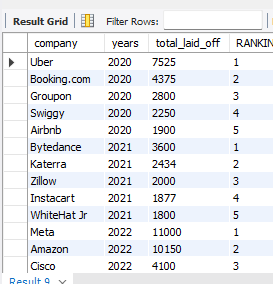 Result Grid Filter Rows:
company years total_laid_off RANKIN
Uber 2020 7525 1
Booking.com 2020 4375 2
Groupon 2020 2800 3
Swiggy 2020 2250 4
Airbnb 2020 1900 5
Bytedance 2021 3600 1
Katerra 2021 2434 2
Zillow 2021 2000 3
Instacart 2021 1877 4
WhiteHat Jr 2021 1800 5
Meta 2022 11000 1
Amazon 2022 10150 2
Cisco 2022 4100 3
Result 9